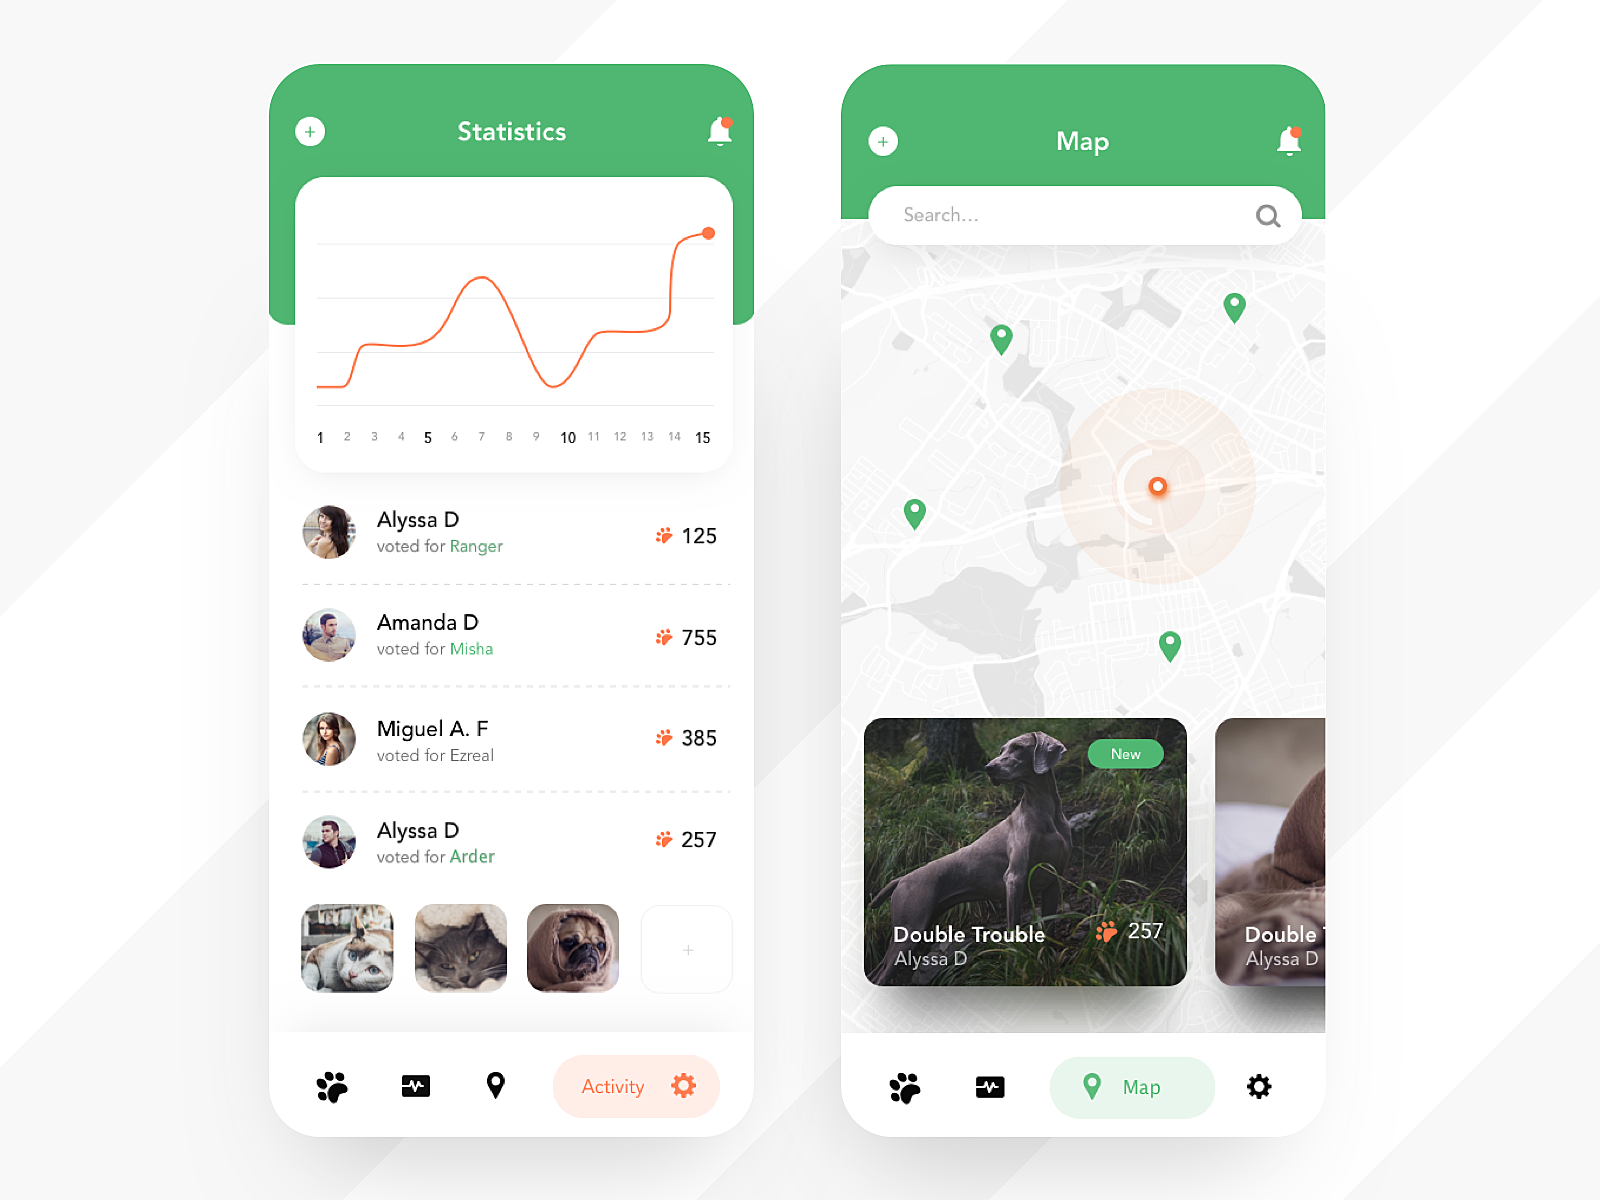 Statistics
1 2 3 4 5 6 7 8 9 10 11 12 13 14 15
Alyssa D
voted for Ranger
125
Amanda D
voted for Misha
755
Miguel A. F
voted for Ezreal
385
Alyssa D
voted for Arder
257
Activity
Map
Search...
New
Double Trouble
Alyssa D
257
Double
Alyssa D
Map